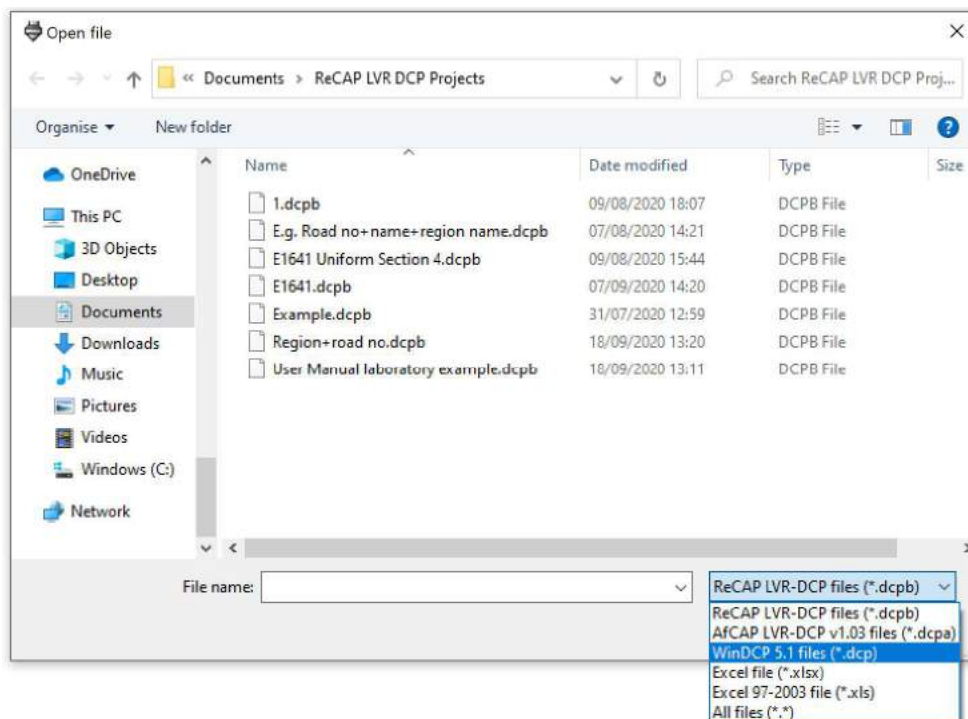 Open file
« Documents > ReCAP LVR DCP Projects
Search ReCAP LVR DCP Proj...
Organise
New folder
OneDrive
This PC
3D Objects
Desktop
Documents
Downloads
Music
Pictures
Videos
Windows (C:)
Network
Name Date modified Type Size
1.dcpb 09/08/2020 18:07 DCPB File
E.g. Road no+name+region name.dcpb 07/08/2020 14:21 DCPB File
E1641 Uniform Section 4.dcpb 09/08/2020 15:44 DCPB File
E1641.dcpb 07/09/2020 14:20 DCPB File
Example.dcpb 31/07/2020 12:59 DCPB File
Region+road no.dcpb 18/09/2020 13:20 DCPB File
User Manual laboratory example.dcpb 18/09/2020 13:11 DCPB File
File name:
ReCAP LVR-DCP files (*.dcpb)
ReCAP LVR-DCP files (*.dcpb)
AfCAP LVR-DCP v1.03 files (*.dcpa)
WinDCP 5.1 files (*.dcp)
Excel file (*.xlsx)
Excel 97-2003 file (*.xls)
All files (*.*)